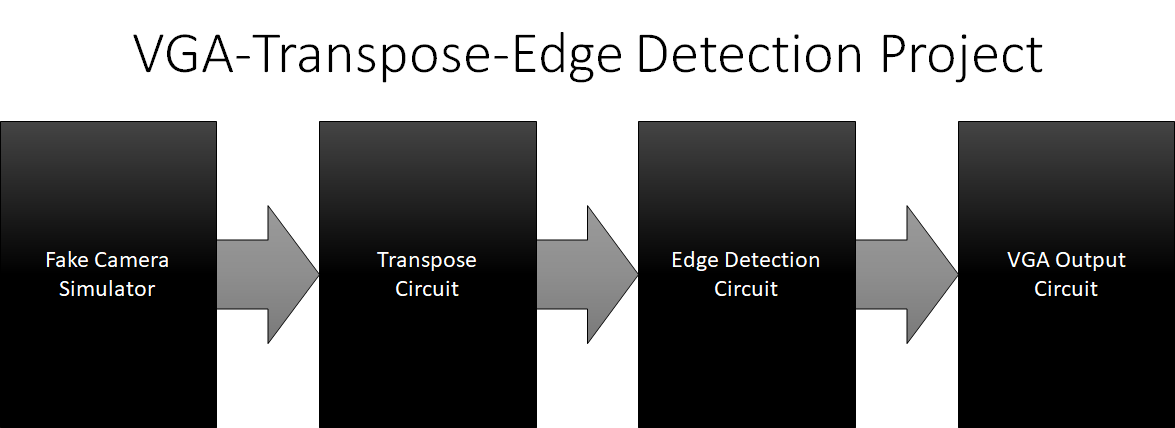 VGA-Transpose-Edge Detection Project
Fake Camera
Simulator
Transpose
Circuit
Edge Detection
Circuit
VGA Output
Circuit